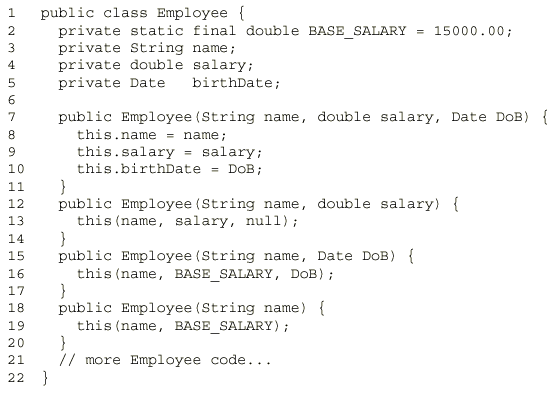 1 public class Employee {
2 private static final double BASE_SALARY = 15000.00;
3 private String name;
4 private double salary;
5 private Date birthDate;
6
7 public Employee(String name, double salary, Date DoB) {
8 this.name = name;
9 this.salary = salary;
10 this.birthDate = DoB;
11 }
12 public Employee(String name, double salary) {
13 this(name, salary, null);
14 }
15 public Employee(String name, Date DoB) {
16 this(name, BASE_SALARY, DoB);
17 }
18 public Employee(String name) {
19 this(name, BASE_SALARY);
20 }
21 // more Employee code...
22 }